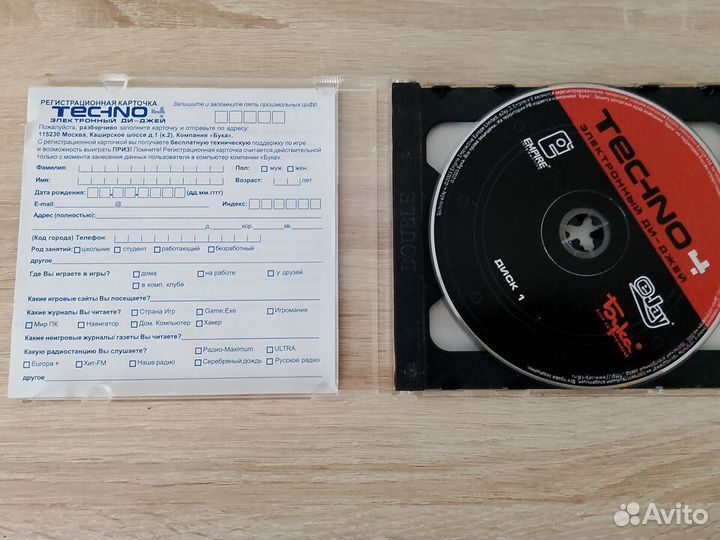 РЕГИСТРАЦИОННАЯ КАРТОЧКА
TECHNO 4
ЭЛЕКТРОННЫЙ ДИ-ДЖЕЙ
Запишите и запомните пять произвольных цифр
Пожалуйста, разборчиво заполните карточку и отправьте по адресу:
115230 Москва, Каширское шоссе д.1 (к.2), Компания «Бука».
С регистрационной карточкой вы получаете бесплатную техническую поддержку по игре
и возможность выиграть ПРИЗ! Помните! Регистрационная карточка считается действительной
только с момента занесения данных пользователя в компьютер компании «Бука».
Фамилия: Пол: муж. жен.
Имя: Возраст: лет
Дата рождения: (дд.мм.гггг)
E-mail: @ Индекс:
Адрес (полностью):
д. кор. кв.
(Код города) Телефон:
Род занятий: школьник студент работающий безработный
другое
Где Вы играете в игры? дома на работе у друзей
в комп. клубе
Какие игровые сайты Вы посещаете?
Какие журналы Вы читаете? Страна Игр Game.Exe Игромания
Мир ПК Навигатор Дом. Компьютер Хакер
Какие неигровые журналы/ газеты Вы читаете?
Какую радиостанцию Вы слушаете? Радио-Maximum ULTRA
Europa + Хит-FM Наше радио Серебряный дождь Русское радио
другое
DOUBLE
TECHNO 4
ЭЛЕКТРОННЫЙ ДИ-ДЖЕЙ
EMPIRE
ДИСК 1
eJay
Бука
Avito